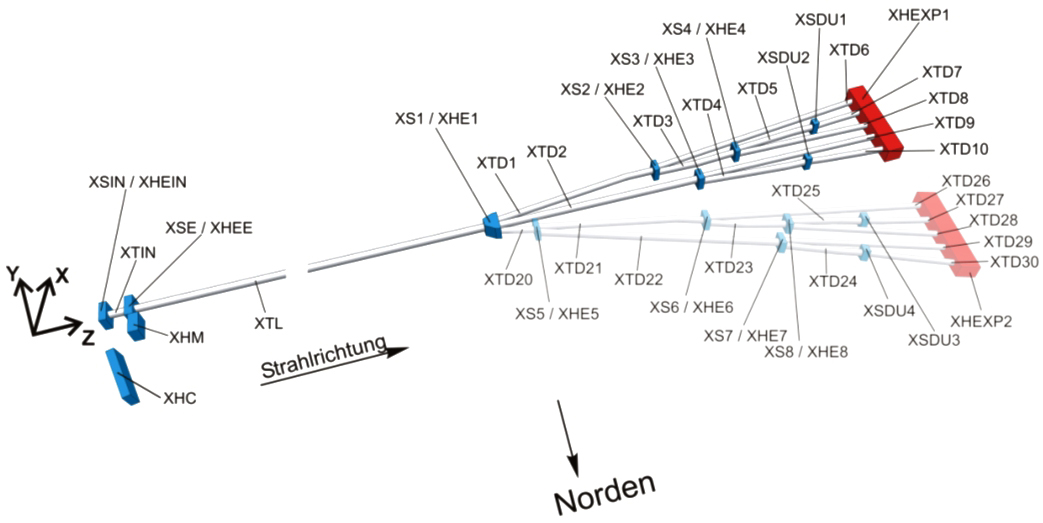 XSDU1
XHEXP1
XS4 / XHE4
XTD6
XSDU2
XS3 / XHE3
XTD7
XS2 / XHE2
XTD5
XTD8
XTD4
XS1 / XHE1
XTD3
XTD9
XTD2
XTD10
XTD1
XSIN / XHEIN
XTD26
XTD25
XTD27
XSE / XHEE
XTD28
XTIN
XTD29
XTD30
Y
X
XTD20
XTD21
XTD22
XTD23
XTD24
Z
XS6 / XHE6
XSDU4
XS5 / XHE5
XTL
XHEXP2
XHM
XS7 / XHE7
XSDU3
XS8 / XHE8
Strahlrichtung
XHC
Norden